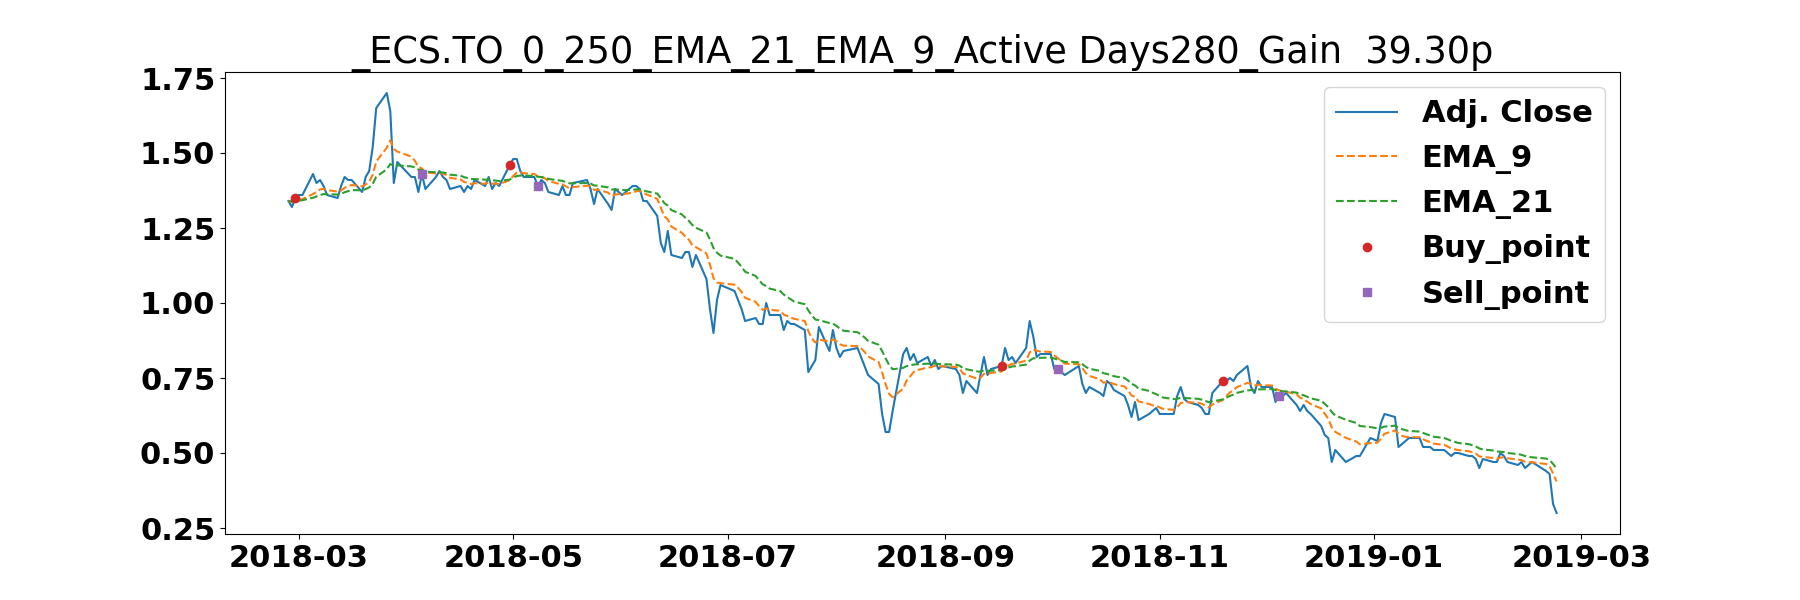 _ECS.TO_0_250_EMA_21_EMA_9_Active Days280_Gain  39.30p
1.75
1.50
1.25
1.00
0.75
0.50
0.25
Adj. Close
EMA_9
EMA_21
Buy_point
Sell_point
2018-03 2018-05 2018-07 2018-09 2018-11 2019-01 2019-03